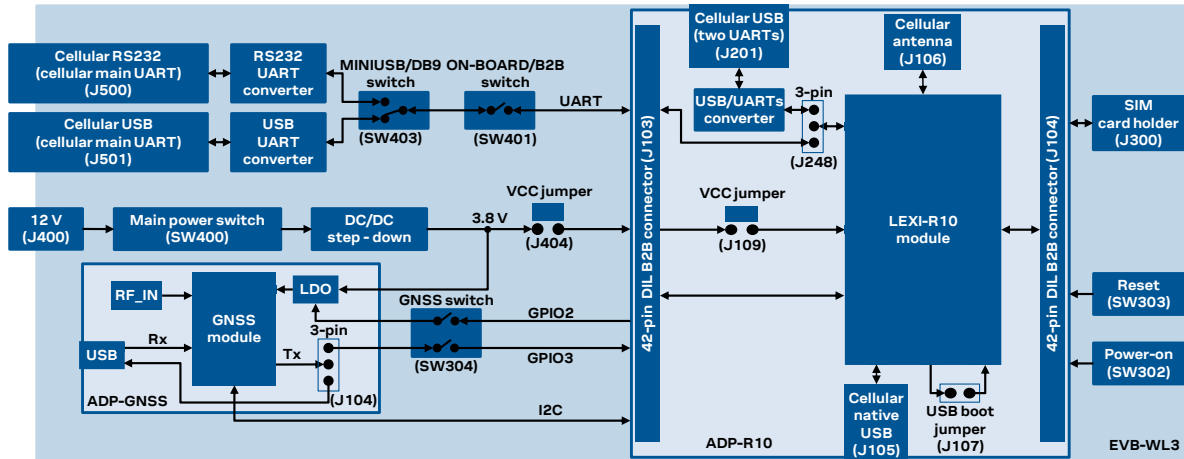 Cellular RS232
(cellular main UART)
(J500)
RS232
UART
converter
Cellular USB
(cellular main UART)
(J501)
USB
UART
converter
MINIUSB/DB9
switch
(SW403)
ON-BOARD/B2B
switch
(SW401)
UART
12 V
(J400)
Main power switch
(SW400)
DC/DC
step - down
3.8 V
VCC jumper
(J404)
RF_IN
GNSS
module
LDO
USB
Rx
Tx
3-pin
(J104)
ADP-GNSS
GNSS switch
(SW304)
GPIO2
GPIO3
I2C
42-pin DIL B2B connector (J103)
Cellular USB
(two UARTs)
(J201)
USB/UARTs
converter
3-pin
(J248)
Cellular
antenna
(J106)
VCC jumper
(J109)
LEXI-R10
module
Cellular
native
USB
(J105)
USB boot
jumper
(J107)
ADP-R10
42-pin DIL B2B connector (J104)
SIM
card holder
(J300)
Reset
(SW303)
Power-on
(SW302)
EVB-WL3